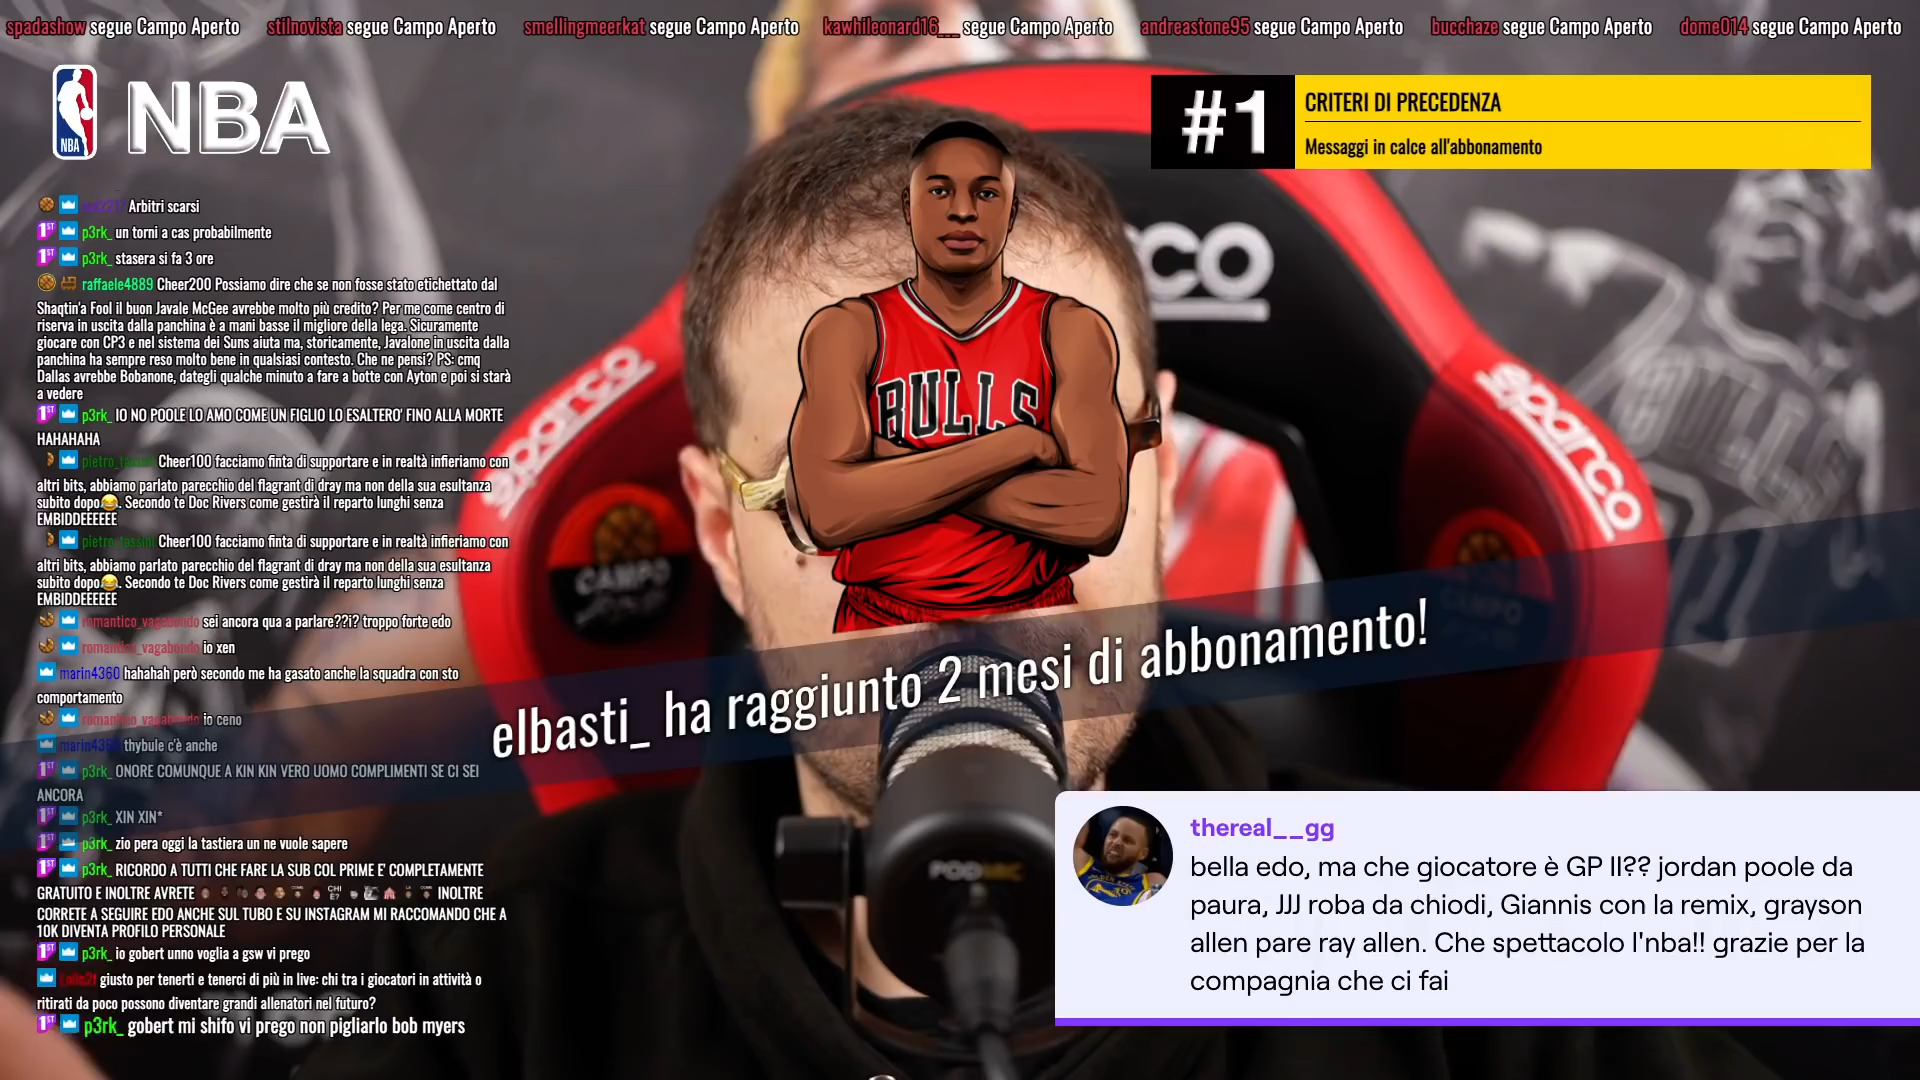 spadashow segue Campo Aperto stilnovista segue Campo Aperto smellingmeerkat segue Campo Aperto kawhileonard16__ segue Campo Aperto andreastone95 segue Campo Aperto bucchaze segue Campo Aperto dome014 segue Campo Aperto
NBA
NBA
#1
CRITERI DI PRECEDENZA
Messaggi in calce all'abbonamento
Arbitri scarsi
p3rk_ un torni a cas probabilmente
p3rk_ stasera si fa 3 ore
raffaele4889 Cheer200 Possiamo dire che se non fosse stato etichettato dal
Shaqtin'a Fool il buon Javale McGee avrebbe molto più credito? Per me come centro di
riserva in uscita dalla panchina è a mani basse il migliore della lega. Sicuramente
giocare con CP3 e nel sistema dei Suns aiuta ma, storicamente, Javalone in uscita dalla
panchina ha sempre reso molto bene in qualsiasi contesto. Che ne pensi? PS: cmq
Dallas avrebbe Bobanone, dategli qualche minuto a fare a botte con Ayton e poi si starà
a vedere
p3rk_ IO NO POOLE LO AMO COME UN FIGLIO LO ESALTERO' FINO ALLA MORTE
HAHAHAHA
pietro_tassini Cheer100 facciamo finta di supportare e in realtà infieriamo con
altri bits, abbiamo parlato parecchio del flagrant di dray ma non della sua esultanza
subito dopo😂. Secondo te Doc Rivers come gestirà il reparto lunghi senza
EMBIDDEEEEEE
pietro_tassini Cheer100 facciamo finta di supportare e in realtà infieriamo con
altri bits, abbiamo parlato parecchio del flagrant di dray ma non della sua esultanza
subito dopo😂. Secondo te Doc Rivers come gestirà il reparto lunghi senza
EMBIDDEEEEEE
romantico_vagabondo sei ancora qua a parlare??i? troppo forte edo
romantico_vagabondo io xen
marin4360 hahahah però secondo me ha gasato anche la squadra con sto
comportamento
romantico_vagabondo io ceno
marin4360 thybule c'è anche
1ST p3rk_ ONORE COMUNQUE A KIN KIN VERO UOMO COMPLIMENTI SE CI SEI
ANCORA
1ST p3rk_ XIN XIN*
1ST p3rk_ zio pera oggi la tastiera un ne vuole sapere
1ST p3rk_ RICORDO A TUTTI CHE FARE LA SUB COL PRIME E' COMPLETAMENTE
GRATUITO E INOLTRE AVRETE CHI È? INOLTRE
CORRETE A SEGUIRE EDO ANCHE SUL TUBO E SU INSTAGRAM MI RACCOMANDO CHE A
10K DIVENTA PROFILO PERSONALE
1ST p3rk_ io gobert unno voglia a gsw vi prego
giusto per tenerti e tenerci di più in live: chi tra i giocatori in attività o
ritirati da poco possono diventare grandi allenatori nel futuro?
1ST p3rk_ gobert mi shifo vi prego non pigliarlo bob myers
sparco
sparco
CO
BULLS
CAMPO
CAMPO
elbasti_ ha raggiunto 2 mesi di abbonamento!
PODMIC
thereal__gg
bella edo, ma che giocatore è GP II?? jordan poole da
paura, JJJ roba da chiodi, Giannis con la remix, grayson
allen pare ray allen. Che spettacolo l'nba!! grazie per la
compagnia che ci fai